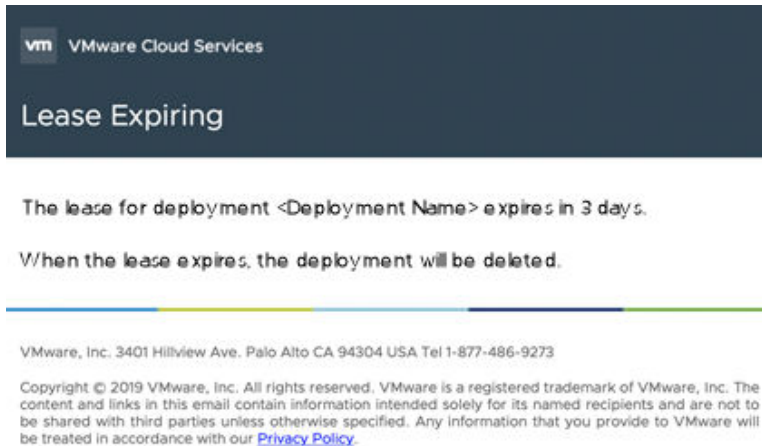 vm VMware Cloud Services
Lease Expiring
The lease for deployment <Deployment Name> expires in 3 days.
When the lease expires, the deployment will be deleted.
VMware, Inc. 3401 Hillview Ave. Palo Alto CA 94304 USA Tel 1-877-486-9273
Copyright © 2019 VMware, Inc. All rights reserved. VMware is a registered trademark of VMware, Inc. The
content and links in this email contain information intended solely for its named recipients and are not to
be shared with third parties unless otherwise specified. Any information that you provide to VMware will
be treated in accordance with our Privacy Policy.